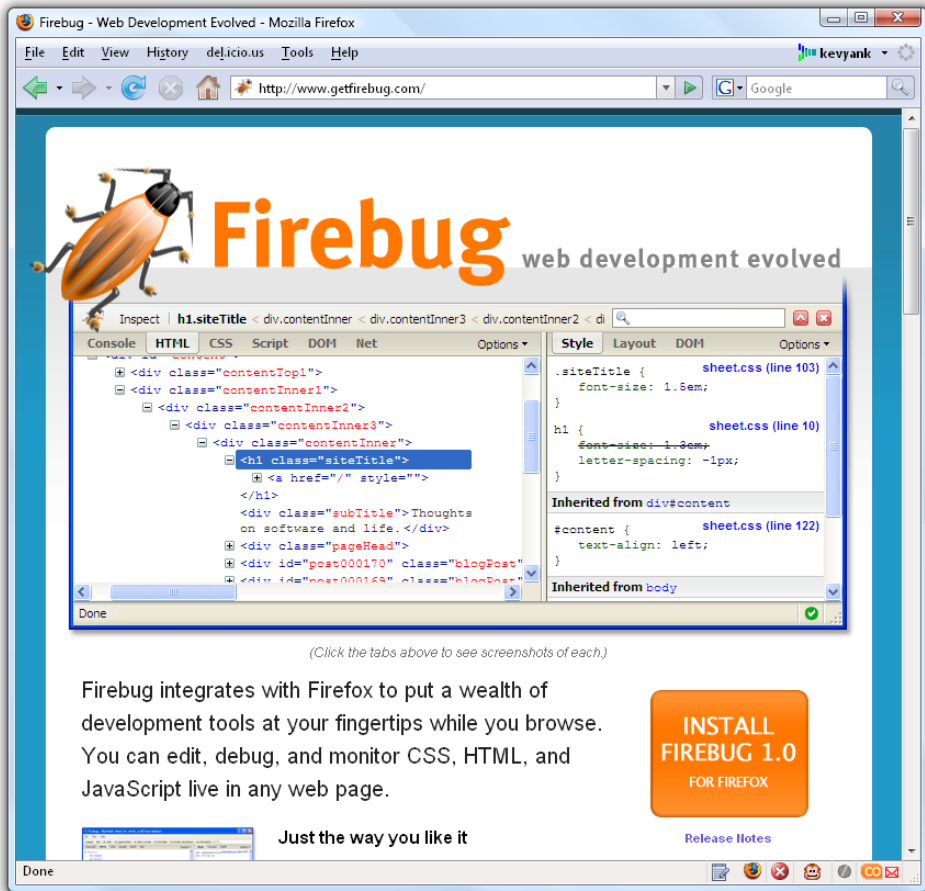 Firebug - Web Development Evolved - Mozilla Firefox
File Edit View History del.icio.us Tools Help kevyank
http://www.getfirebug.com/ G Google
Firebug web development evolved
Inspect h1.siteTitle < div.contentInner < div.contentInner3 < div.contentInner2 < di
Console HTML CSS Script DOM Net Options
Style Layout DOM Options
<div id="content">
<div class="contentTop1">
<div class="contentInner1">
<div class="contentInner2">
<div class="contentInner3">
<div class="contentInner">
<h1 class="siteTitle">
<a href="/" style="">
</h1>
<div class="subTitle">Thoughts
on software and life.</div>
<div class="pageHead">
<div id="post000170" class="blogPost"
<div id="post000169" class="blogPost"
.siteTitle { sheet.css (line 103)
font-size: 1.5em;
}
h1 { sheet.css (line 10)
font-size: 1.3em;
letter-spacing: -1px;
}
Inherited from div#content
#content { sheet.css (line 122)
text-align: left;
}
Inherited from body
Done
(Click the tabs above to see screenshots of each.)
Firebug integrates with Firefox to put a wealth of
development tools at your fingertips while you browse.
You can edit, debug, and monitor CSS, HTML, and
JavaScript live in any web page.
INSTALL
FIREBUG 1.0
FOR FIREFOX
Release Notes
Just the way you like it
Done